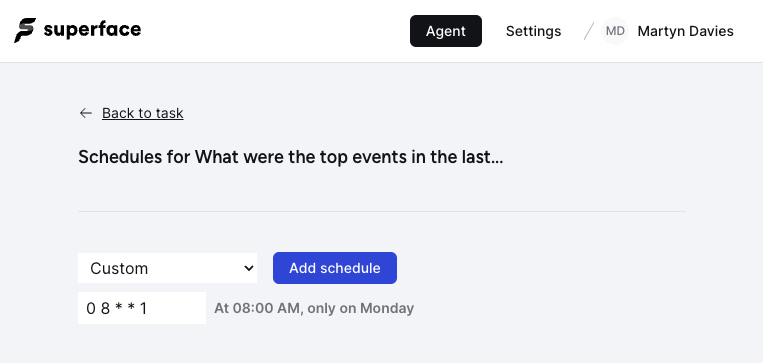 superface
Agent
Settings
MD
Martyn Davies
← Back to task
Schedules for What were the top events in the last...
Custom
Add schedule
0 8 * * 1
At 08:00 AM, only on Monday